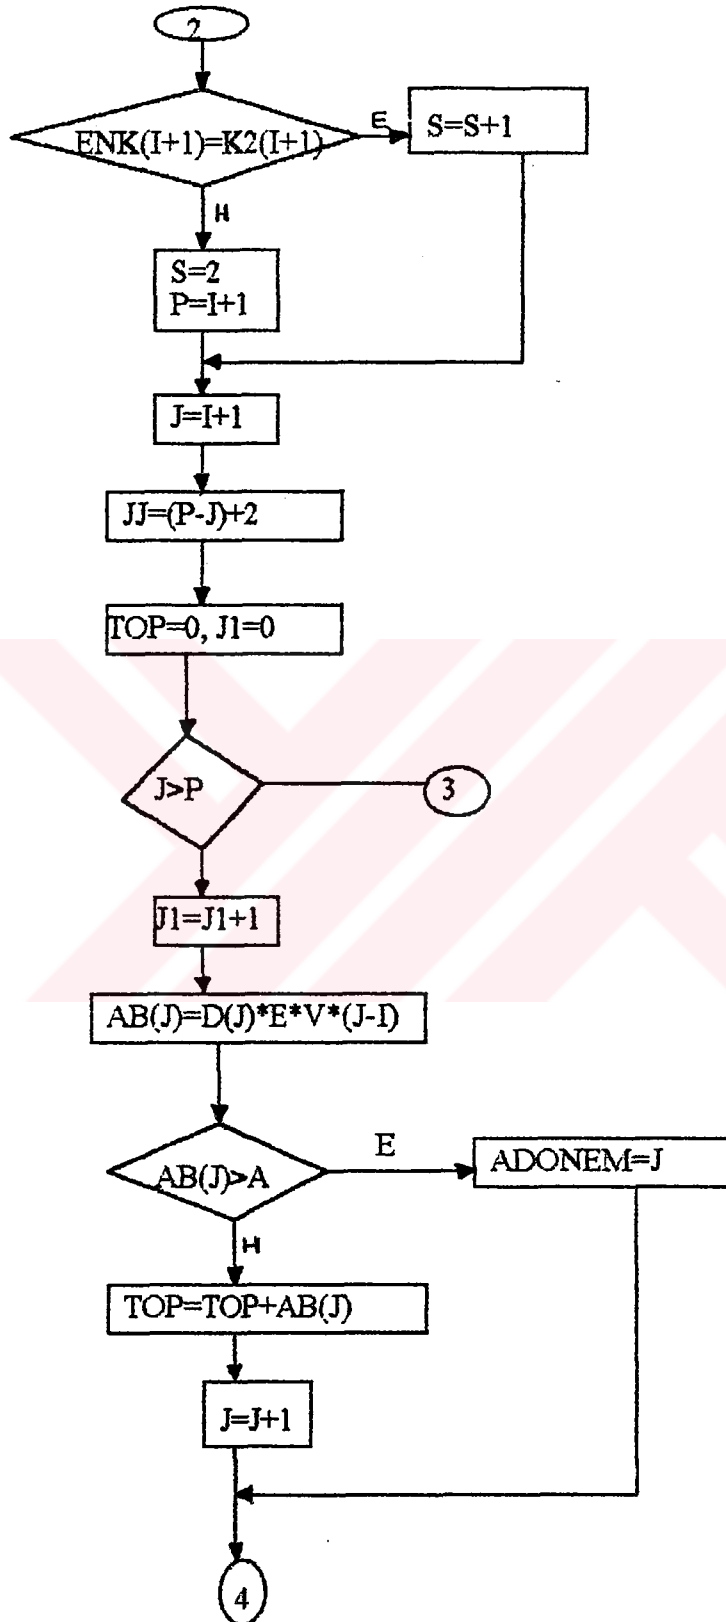 2
ENK(I+1)=K2(I+1)
E
S=S+1
H
S=2
P=I+1
J=I+1
JJ=(P-J)+2
TOP=0, J1=0
J>P
3
J1=J1+1
AB(J)=D(J)*E*V*(J-I)
AB(J)>A
E
ADONEM=J
H
TOP=TOP+AB(J)
J=J+1
4